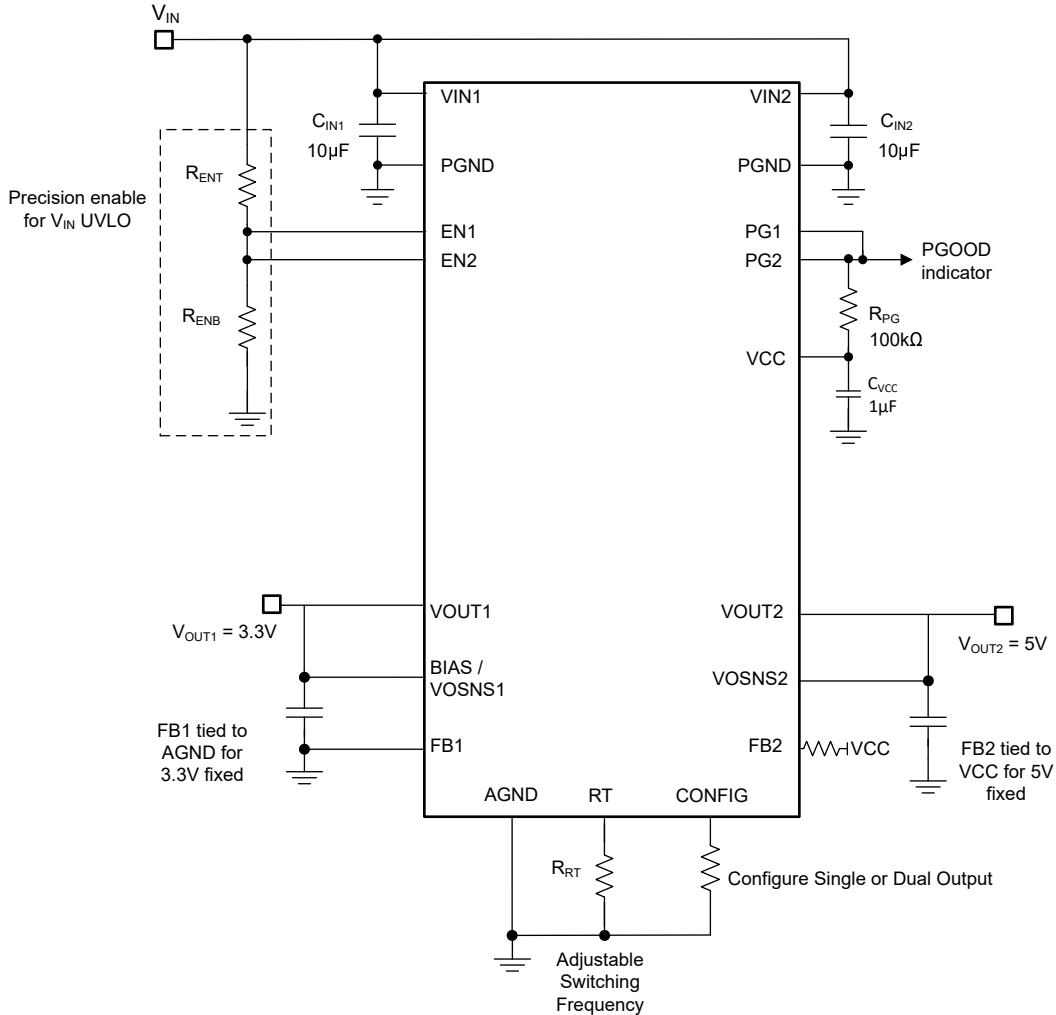 VIN
VIN1
VIN2
CIN1
10µF
CIN2
10µF
PGND
PGND
RENT
Precision enable
for VIN UVLO
EN1
EN2
PG1
PG2
PGOOD
indicator
RENB
RPG
100kΩ
VCC
CVCC
1µF
VOUT1
VOUT2
VOUT1 = 3.3V
VOUT2 = 5V
BIAS /
VOSNS1
VOSNS2
FB1 tied to
AGND for
3.3V fixed
FB1
FB2
VCC
FB2 tied to
VCC for 5V
fixed
AGND
RT
CONFIG
RRT
Configure Single or Dual Output
Adjustable
Switching
Frequency